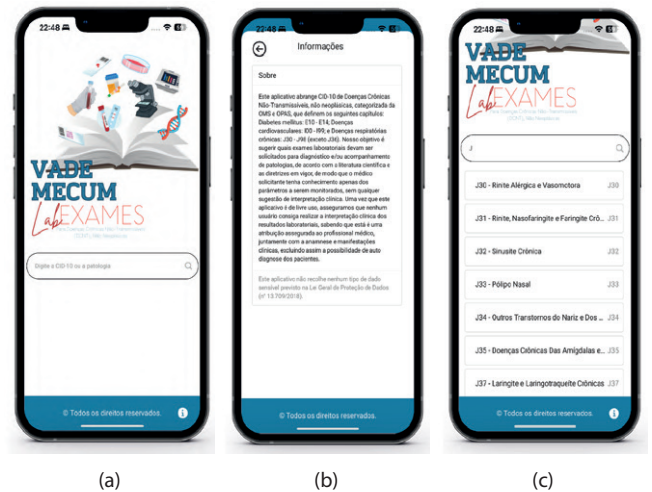 22:48
VADE
MECUM
LabEXAMES
Digite o CID-10 ou a patologia
© Todos os direitos reservados.
(a)
22:48
Informações
Sobre
Este aplicativo abrange CID-10 de Doenças Crônicas
Não-Transmissíveis, não neoplásicas, categorizada da
OMS e OPAS, que definem os seguintes capítulos:
Diabetes mellitus: E10 - E14; Doenças
cardiovasculares: I00 - I99; e Doenças respiratórias
crônicas: J30 - J98 (exceto J36). Nosso objetivo é
sugerir quais exames laboratoriais devam ser
solicitados para diagnóstico e/ou acompanhamento
de patologias, de acordo com a literatura científica e
as diretrizes em vigor, de modo que o médico
solicitante tenha conhecimento apenas dos
parâmetros a serem monitorados, sem qualquer
sugestão de interpretação clínica. Uma vez que este
aplicativo é de livre uso, asseguramos que nenhum
usuário consiga realizar a interpretação clínica dos
resultados laboratoriais, sabendo que está é uma
atribuição assegurada ao profissional médico,
juntamente com a anamnese e manifestações
clínicas, excluindo assim a possibilidade de auto
diagnose dos pacientes.
Este aplicativo não recolhe nenhum tipo de dado
sensível previsto na Lei Geral de Proteção de Dados
(nº 13.709/2018).
© Todos os direitos reservados.
(b)
22:48
VADE
MECUM
LabEXAMES
J
J30 - Rinite Alérgica e Vasomotora J30
J31 - Rinite, Nasofaringite e Faringite Crô... J31
J32 - Sinusite Crônica J32
J33 - Pólipo Nasal J33
J34 - Outros Transtornos do Nariz e Dos ... J34
J35 - Doenças Crônicas Das Amígdalas e... J35
J37 - Laringite e Laringotraqueíte Crônicas J37
© Todos os direitos reservados.
(c)